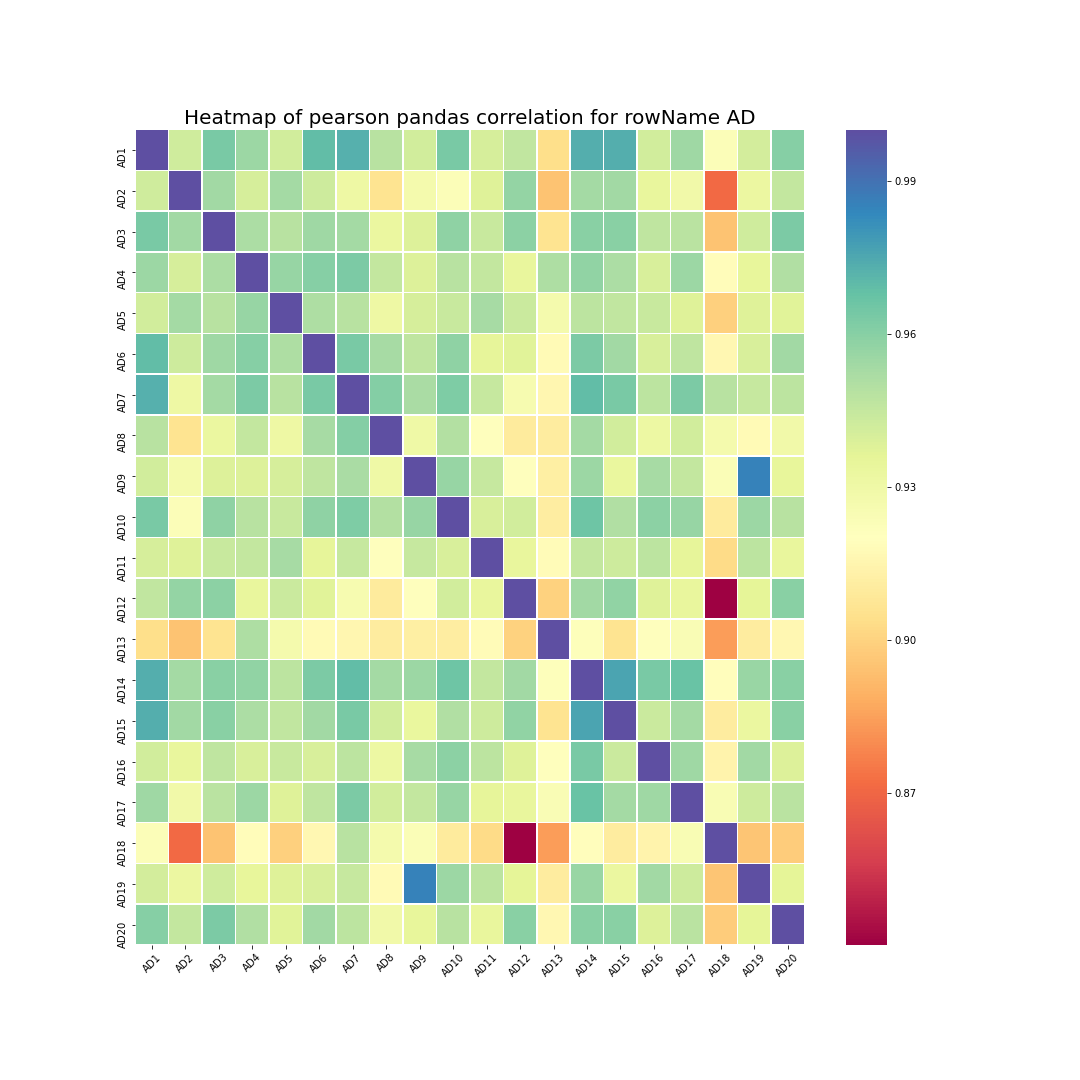 Heatmap of pearson pandas correlation for rowName AD
AD1
AD2
AD3
AD4
AD5
AD6
AD7
AD8
AD9
AD10
AD11
AD12
AD13
AD14
AD15
AD16
AD17
AD18
AD19
AD20
AD1 AD2 AD3 AD4 AD5 AD6 AD7 AD8 AD9 AD10 AD11 AD12 AD13 AD14 AD15 AD16 AD17 AD18 AD19 AD20
0.99
0.96
0.93
0.90
0.87